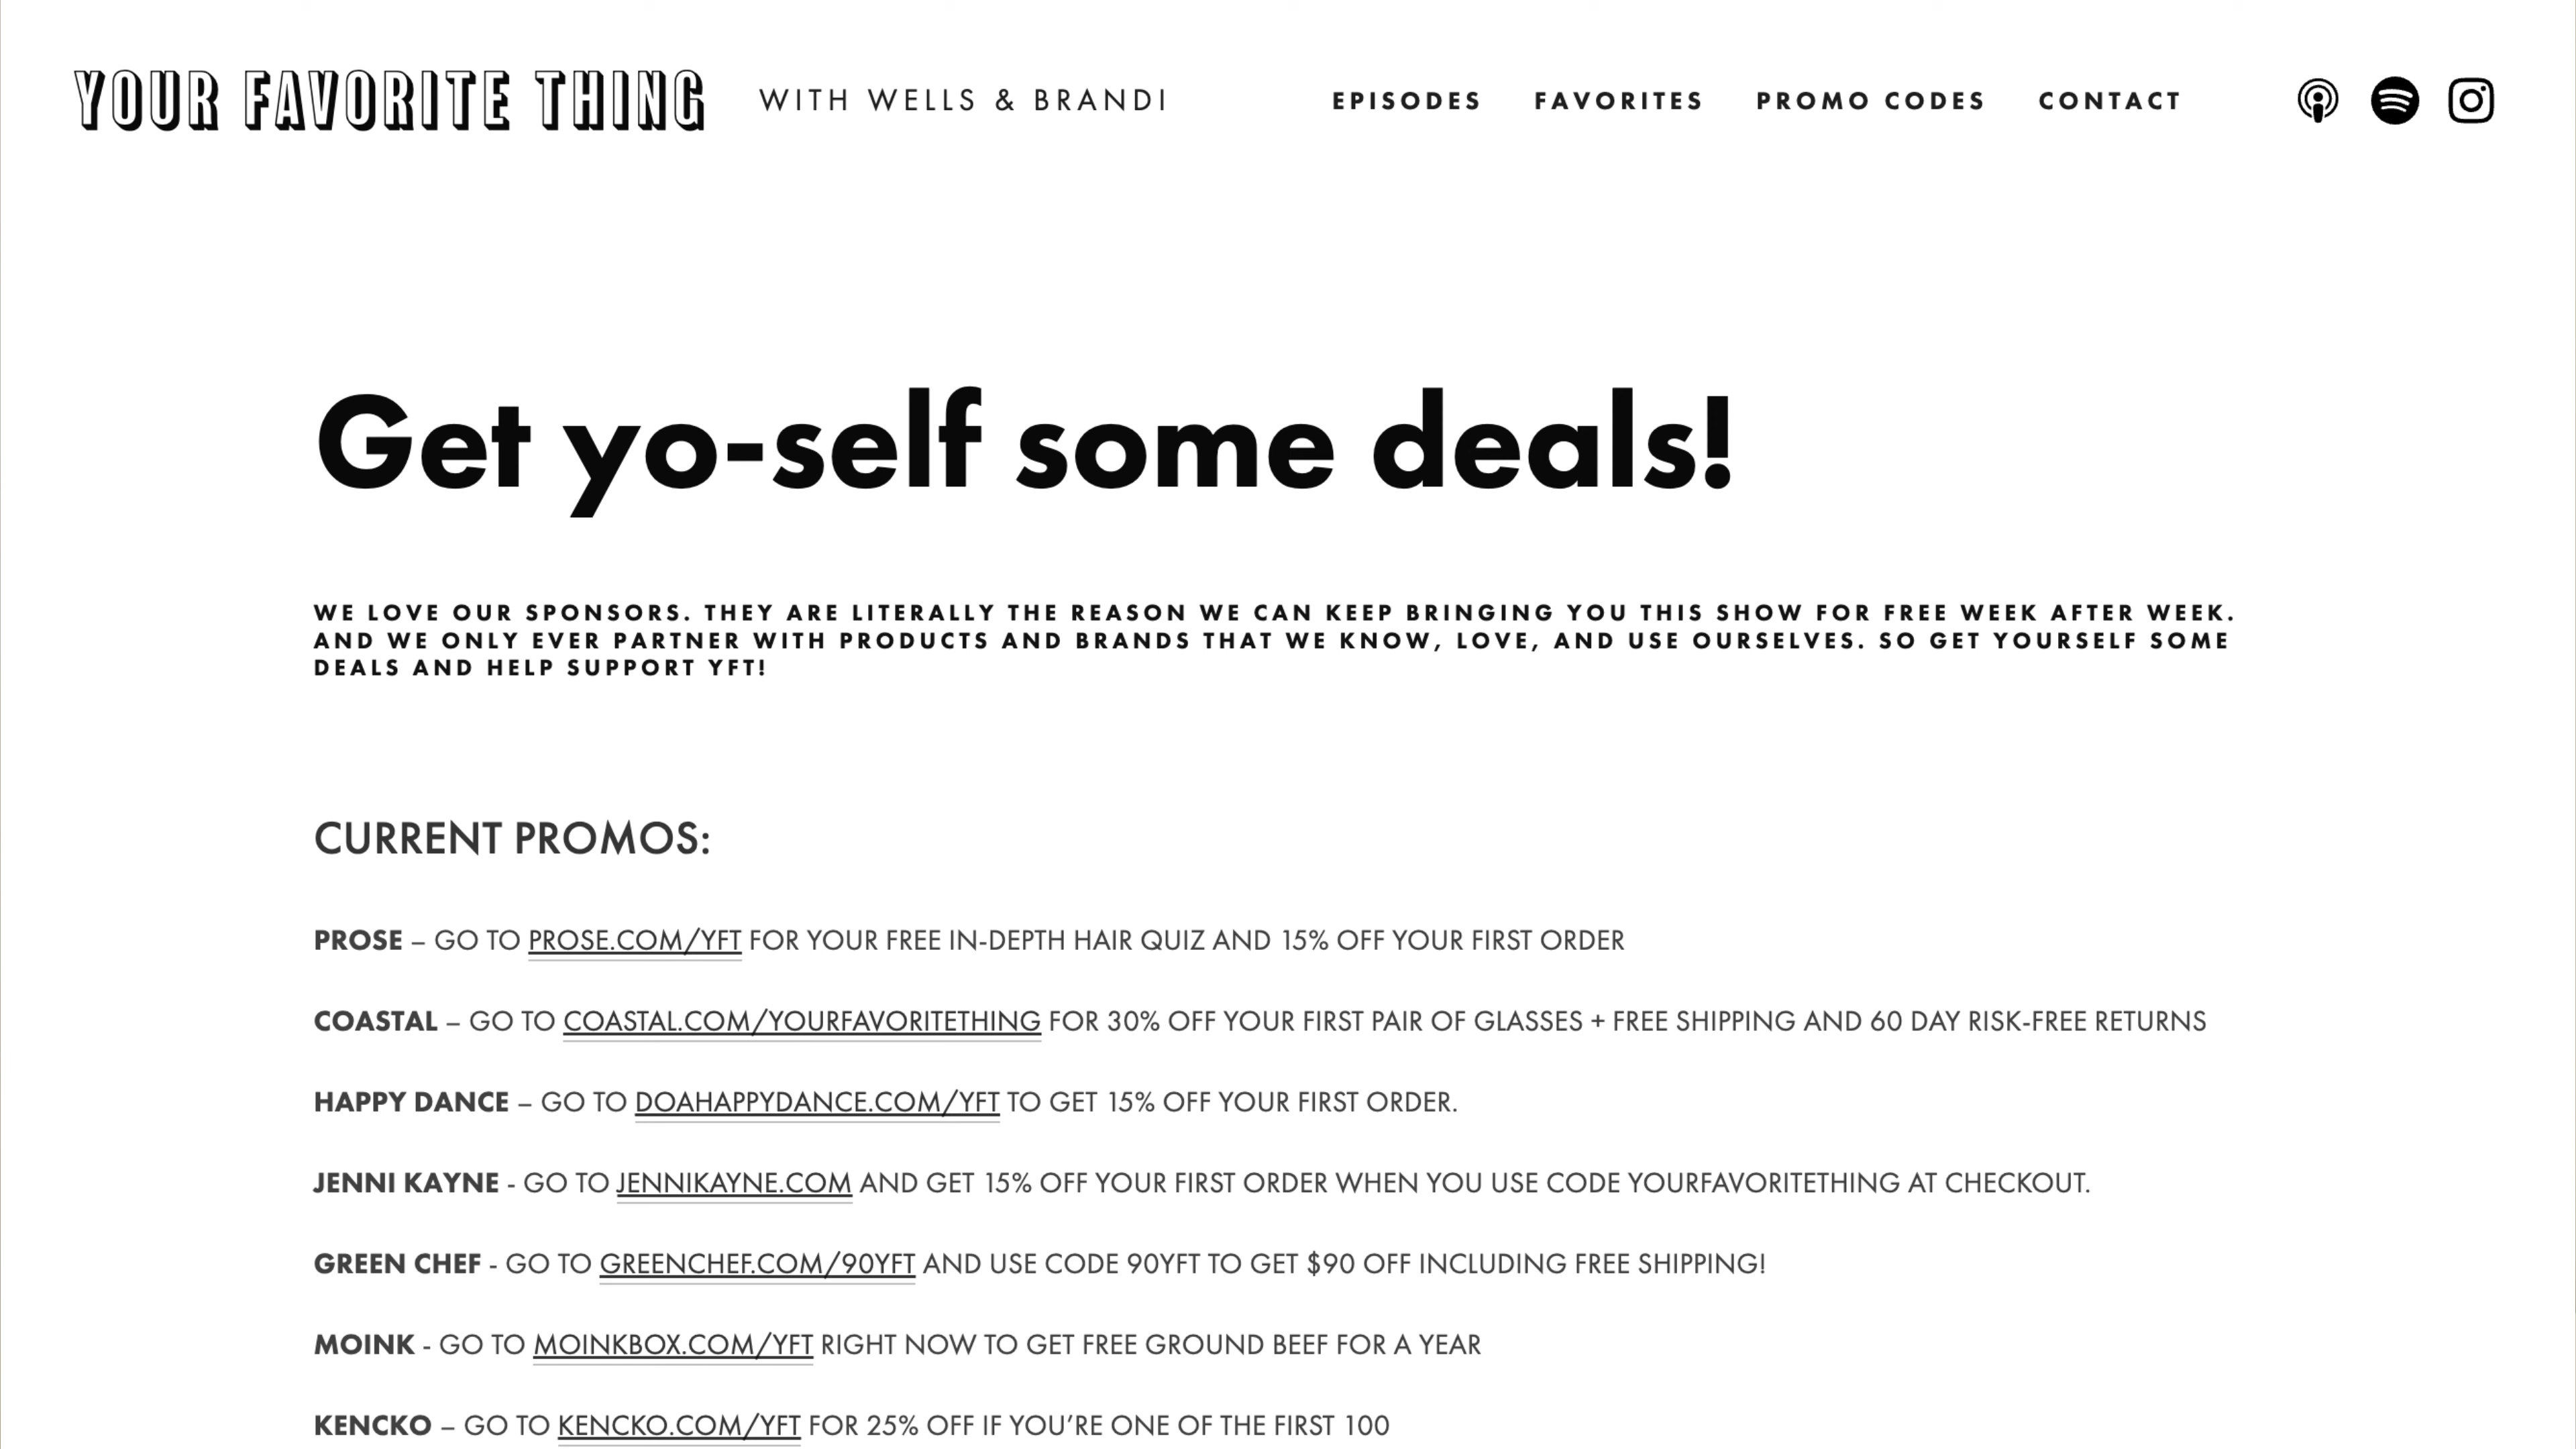 YOUR FAVORITE THING WITH WELLS & BRANDI EPISODES FAVORITES PROMO CODES CONTACT
Get yo-self some deals!
WE LOVE OUR SPONSORS. THEY ARE LITERALLY THE REASON WE CAN KEEP BRINGING YOU THIS SHOW FOR FREE WEEK AFTER WEEK.
AND WE ONLY EVER PARTNER WITH PRODUCTS AND BRANDS THAT WE KNOW, LOVE, AND USE OURSELVES. SO GET YOURSELF SOME
DEALS AND HELP SUPPORT YFT!
CURRENT PROMOS:
PROSE – GO TO PROSE.COM/YFT FOR YOUR FREE IN-DEPTH HAIR QUIZ AND 15% OFF YOUR FIRST ORDER
COASTAL – GO TO COASTAL.COM/YOURFAVORITETHING FOR 30% OFF YOUR FIRST PAIR OF GLASSES + FREE SHIPPING AND 60 DAY RISK-FREE RETURNS
HAPPY DANCE – GO TO DOAHAPPYDANCE.COM/YFT TO GET 15% OFF YOUR FIRST ORDER.
JENNI KAYNE - GO TO JENNIKAYNE.COM AND GET 15% OFF YOUR FIRST ORDER WHEN YOU USE CODE YOURFAVORITETHING AT CHECKOUT.
GREEN CHEF - GO TO GREENCHEF.COM/90YFT AND USE CODE 90YFT TO GET $90 OFF INCLUDING FREE SHIPPING!
MOINK - GO TO MOINKBOX.COM/YFT RIGHT NOW TO GET FREE GROUND BEEF FOR A YEAR
KENCKO – GO TO KENCKO.COM/YFT FOR 25% OFF IF YOU’RE ONE OF THE FIRST 100